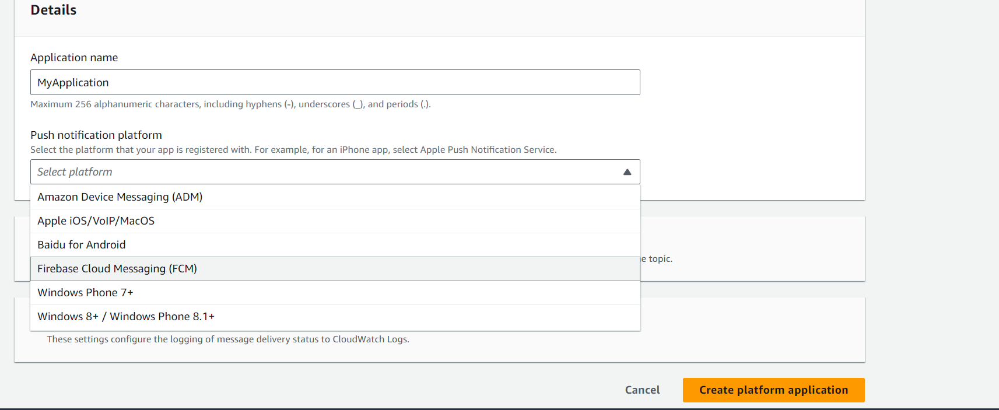 Details
Application name
MyApplication
Maximum 256 alphanumeric characters, including hyphens (-), underscores (_), and periods (.).
Push notification platform
Select the platform that your app is registered with. For example, for an iPhone app, select Apple Push Notification Service.
Select platform
Amazon Device Messaging (ADM)
Apple iOS/VoIP/MacOS
Baidu for Android
e topic.
Firebase Cloud Messaging (FCM)
Windows Phone 7+
Windows 8+ / Windows Phone 8.1+
These settings configure the logging of message delivery status to CloudWatch Logs.
Cancel
Create platform application